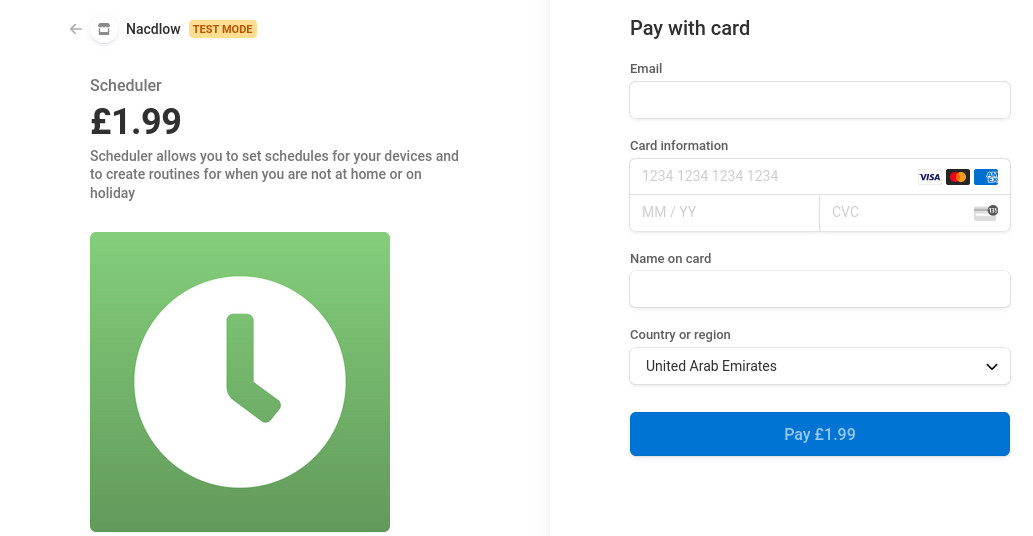 Nacdlow TEST MODE
Scheduler
£1.99
Scheduler allows you to set schedules for your devices and
to create routines for when you are not at home or on
holiday
Pay with card
Email
Card information
1234 1234 1234 1234 VISA
MM / YY CVC 135
Name on card
Country or region
United Arab Emirates
Pay £1.99